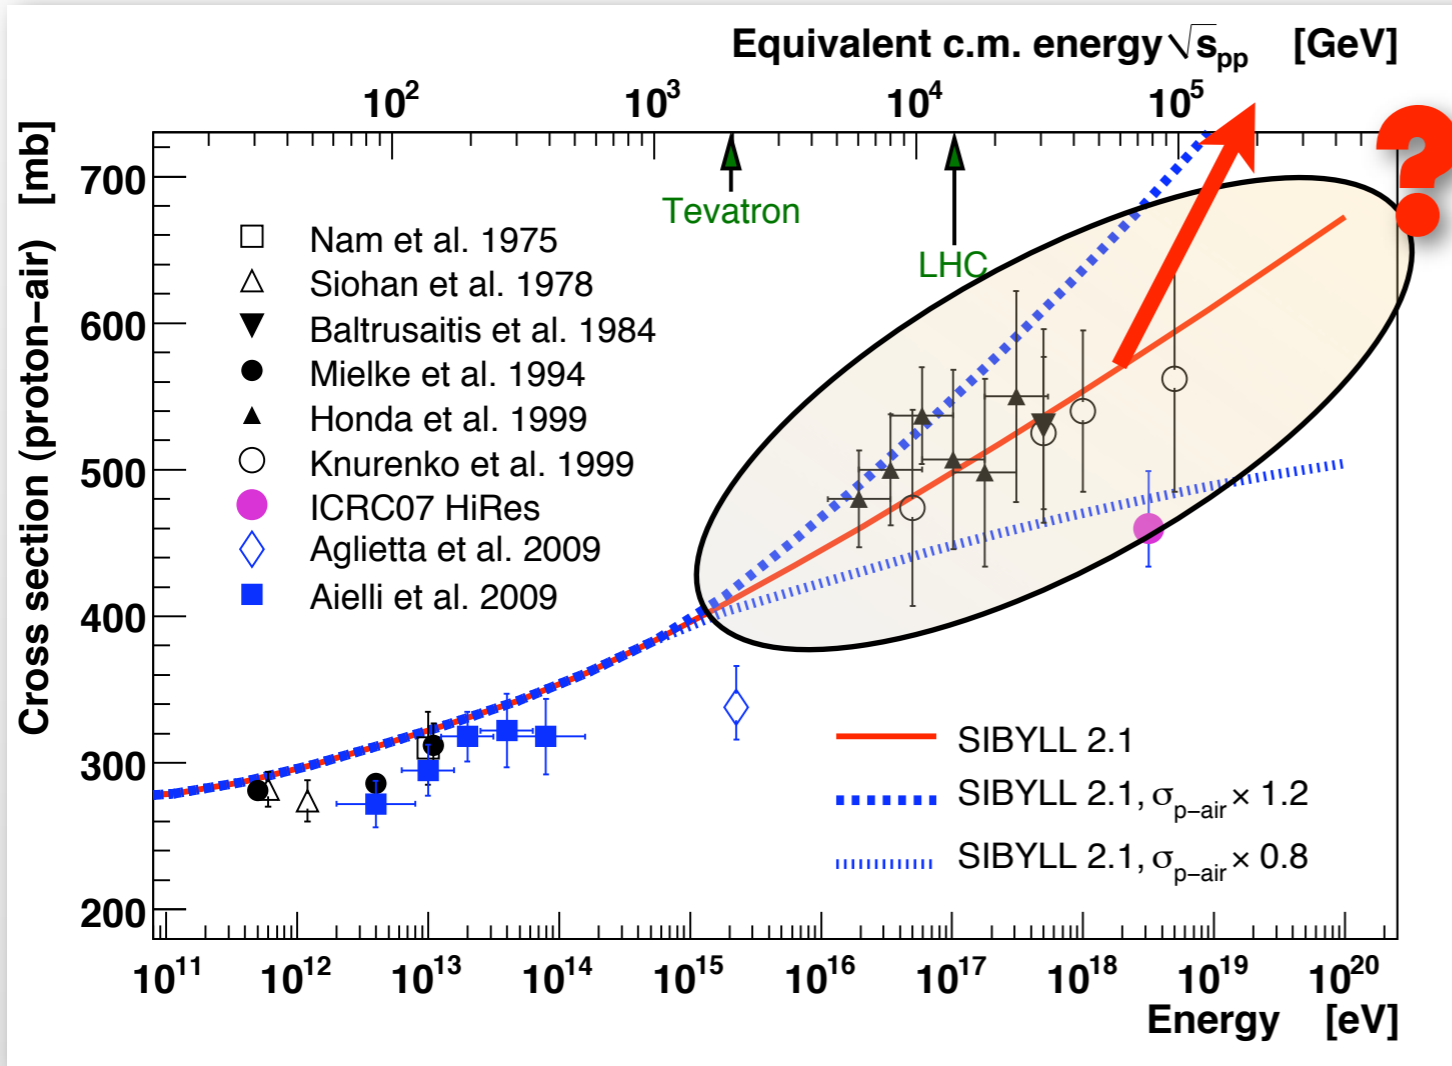 Equivalent c.m. energy √s_pp [GeV]
10^2 10^3 10^4 10^5
Cross section (proton−air) [mb]
700
600
500
400
300
200
Tevatron
LHC
?
Nam et al. 1975
Siohan et al. 1978
Baltrusaitis et al. 1984
Mielke et al. 1994
Honda et al. 1999
Knurenko et al. 1999
ICRC07 HiRes
Aglietta et al. 2009
Aielli et al. 2009
SIBYLL 2.1
SIBYLL 2.1, σ_p−air × 1.2
SIBYLL 2.1, σ_p−air × 0.8
10^11 10^12 10^13 10^14 10^15 10^16 10^17 10^18 10^19 10^20
Energy [eV]